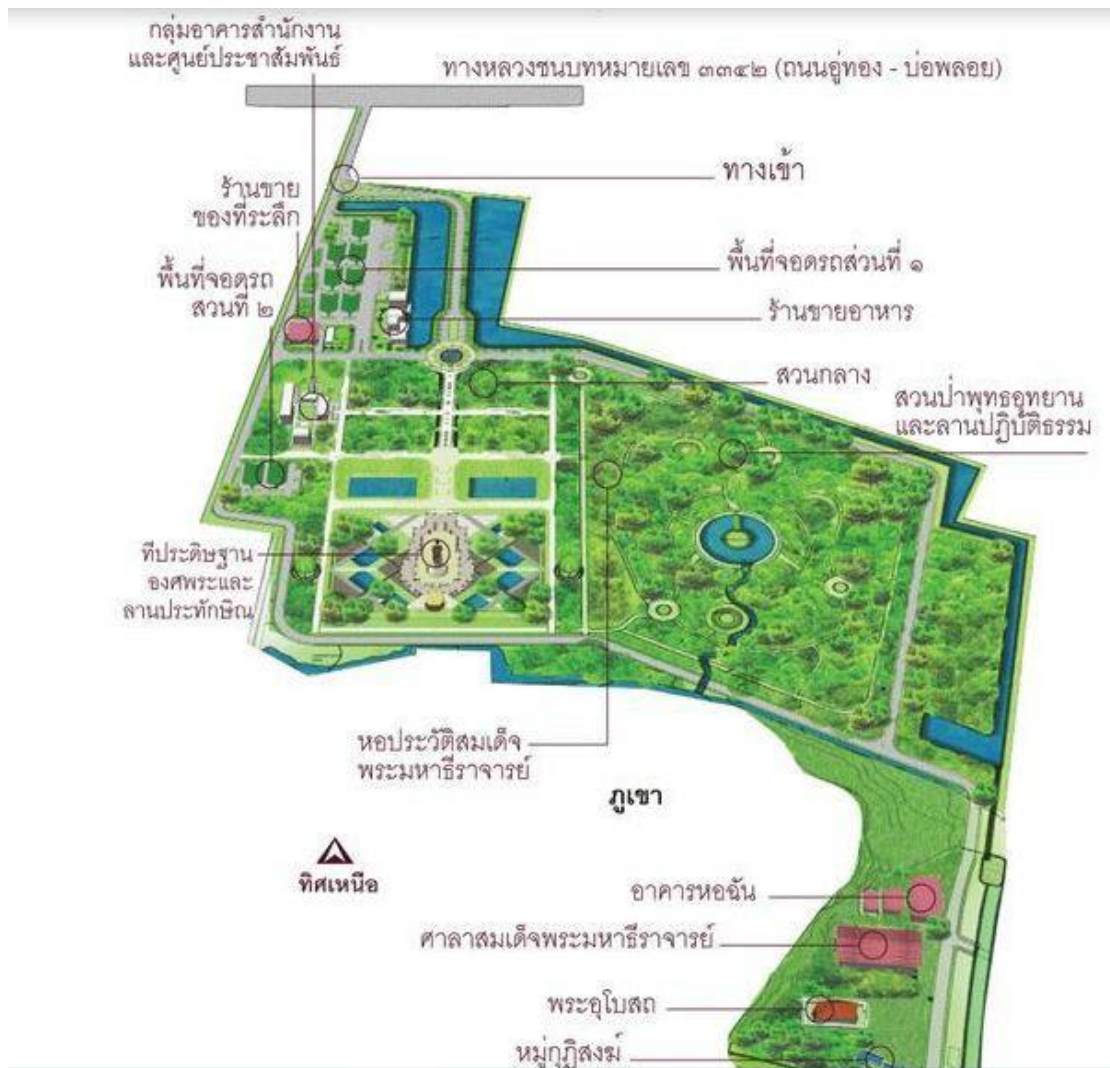 กลุ่มอาคารสำนักงาน
และศูนย์ประชาสัมพันธ์
ทางหลวงชนบทหมายเลข ๓๓๔๒ (ถนนอู่ทอง - บ่อพลอย)
ทางเข้า
ร้านขาย
ของที่ระลึก
พื้นที่จอดรถส่วนที่ ๑
พื้นที่จอดรถ
สวนที่ ๒
ร้านขายอาหาร
สวนกลาง
สวนป่าพุทธอุทยาน
และลานปฏิบัติธรรม
ที่ประดิษฐาน
องศพระและ
ลานประทักษิณ
หอประวัติสมเด็จ
พระมหาธีราจารย์
ภูเขา
ทิศเหนือ
อาคารหอฉัน
ศาลาสมเด็จพระมหาธีราจารย์
พระอุโบสถ
หมู่กุฏิสงฆ์